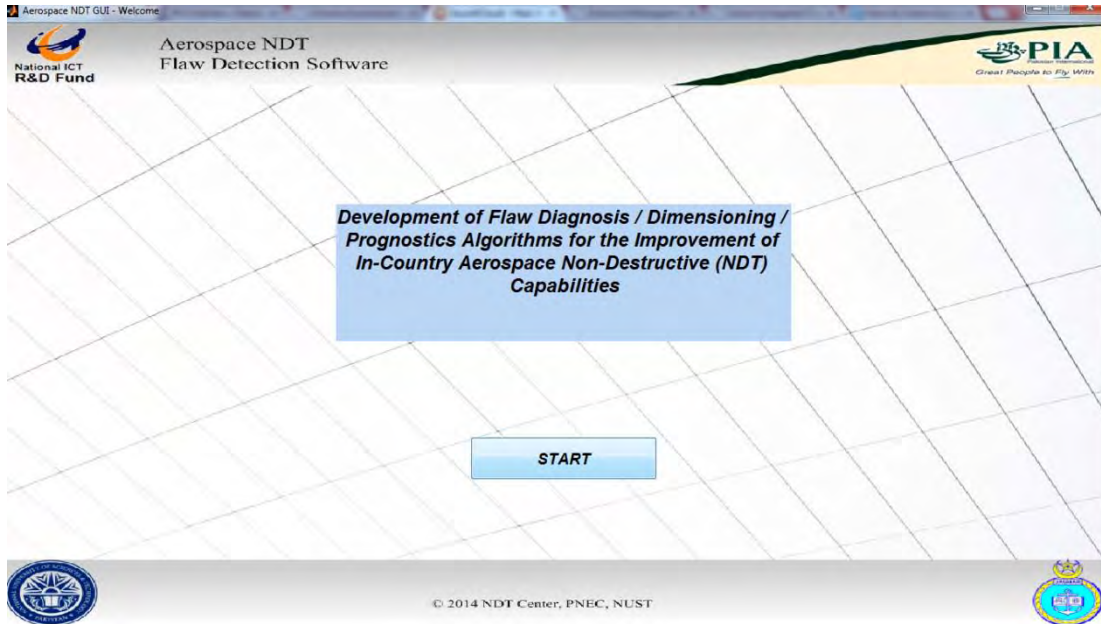 Aerospace NDT GUI - Welcome
National ICT
R&D Fund
Aerospace NDT
Flaw Detection Software
PIA
Pakistan International
Great People to Fly With
Development of Flaw Diagnosis / Dimensioning /
Prognostics Algorithms for the Improvement of
In-Country Aerospace Non-Destructive (NDT)
Capabilities
START
© 2014 NDT Center, PNEC, NUST